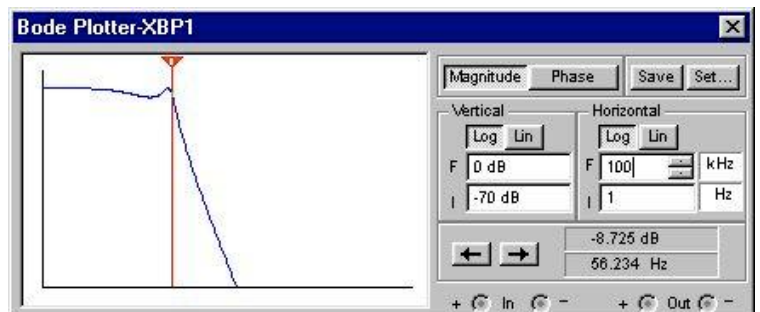 Bode Plotter-XBP1
Magnitude Phase Save Set...
Vertical Horizontal
Log Lin Log Lin
F 0 dB F 100 kHz
I -70 dB I 1 Hz
-8.725 dB
56.234 Hz
+ In - + Out -